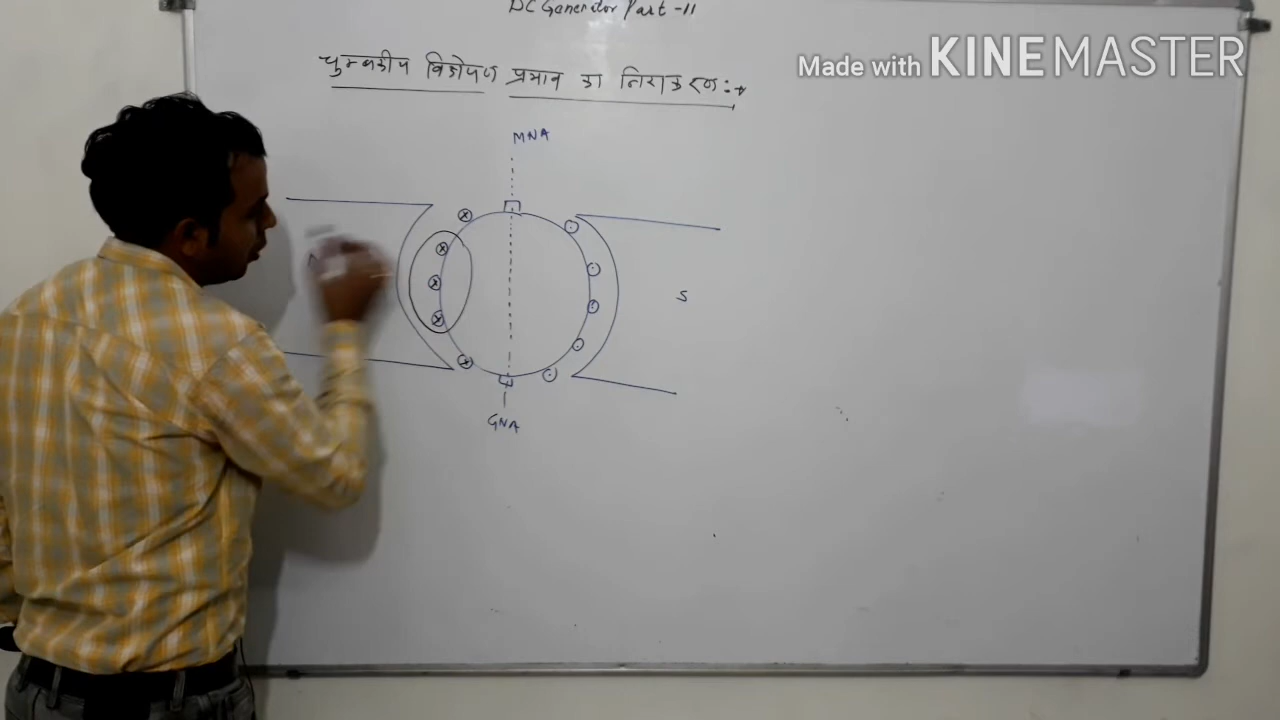 DC Generator Part-11
Made with KINEMASTER
चुम्बकीय विक्षेपण प्रभाव का निराकरण:→
MNA
S
GNA